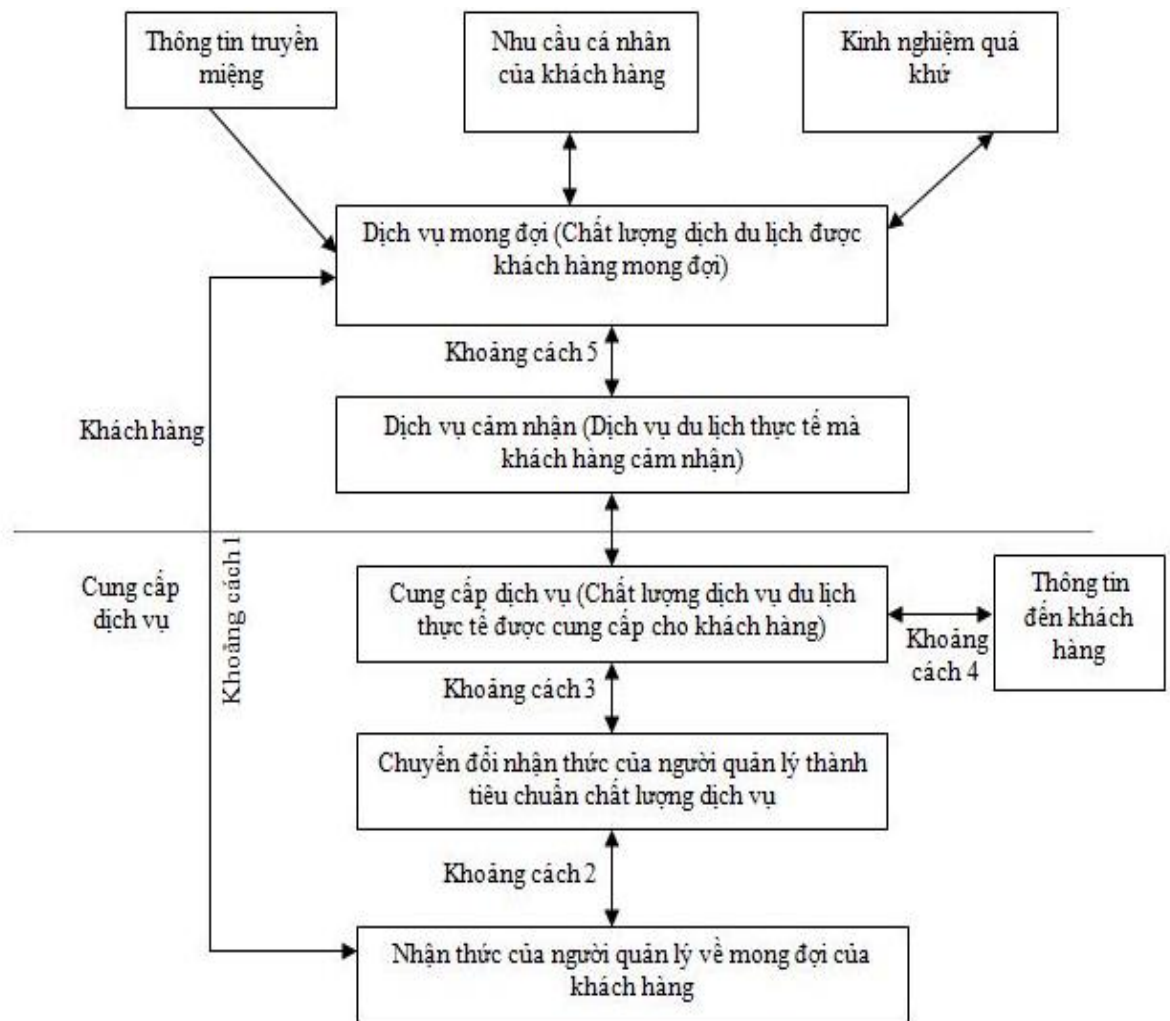 Thông tin truyền
miệng
Nhu cầu cá nhân
của khách hàng
Kinh nghiệm quá
khứ
Dịch vụ mong đợi (Chất lượng dịch du lịch được
khách hàng mong đợi)
Khoảng cách 5
Khách hàng
Dịch vụ cảm nhận (Dịch vụ du lịch thực tế mà
khách hàng cảm nhận)
Cung cấp
dịch vụ
Khoảng cách 1
Cung cấp dịch vụ (Chất lượng dịch vụ du lịch
thực tế được cung cấp cho khách hàng)
Khoảng
cách 4
Thông tin
đến khách
hàng
Khoảng cách 3
Chuyển đổi nhận thức của người quản lý thành
tiêu chuẩn chất lượng dịch vụ
Khoảng cách 2
Nhận thức của người quản lý về mong đợi của
khách hàng